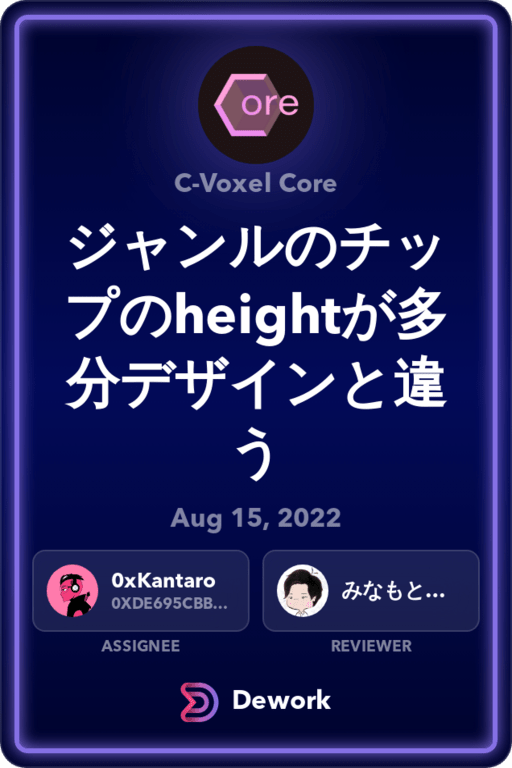 ore
C-Voxel Core
ジャンルのチッ
プのheightが多
分デザインと違
う
Aug 15, 2022
0xKantaro
0XDE695CBB...
みなもと...
ASSIGNEE
REVIEWER
Dework